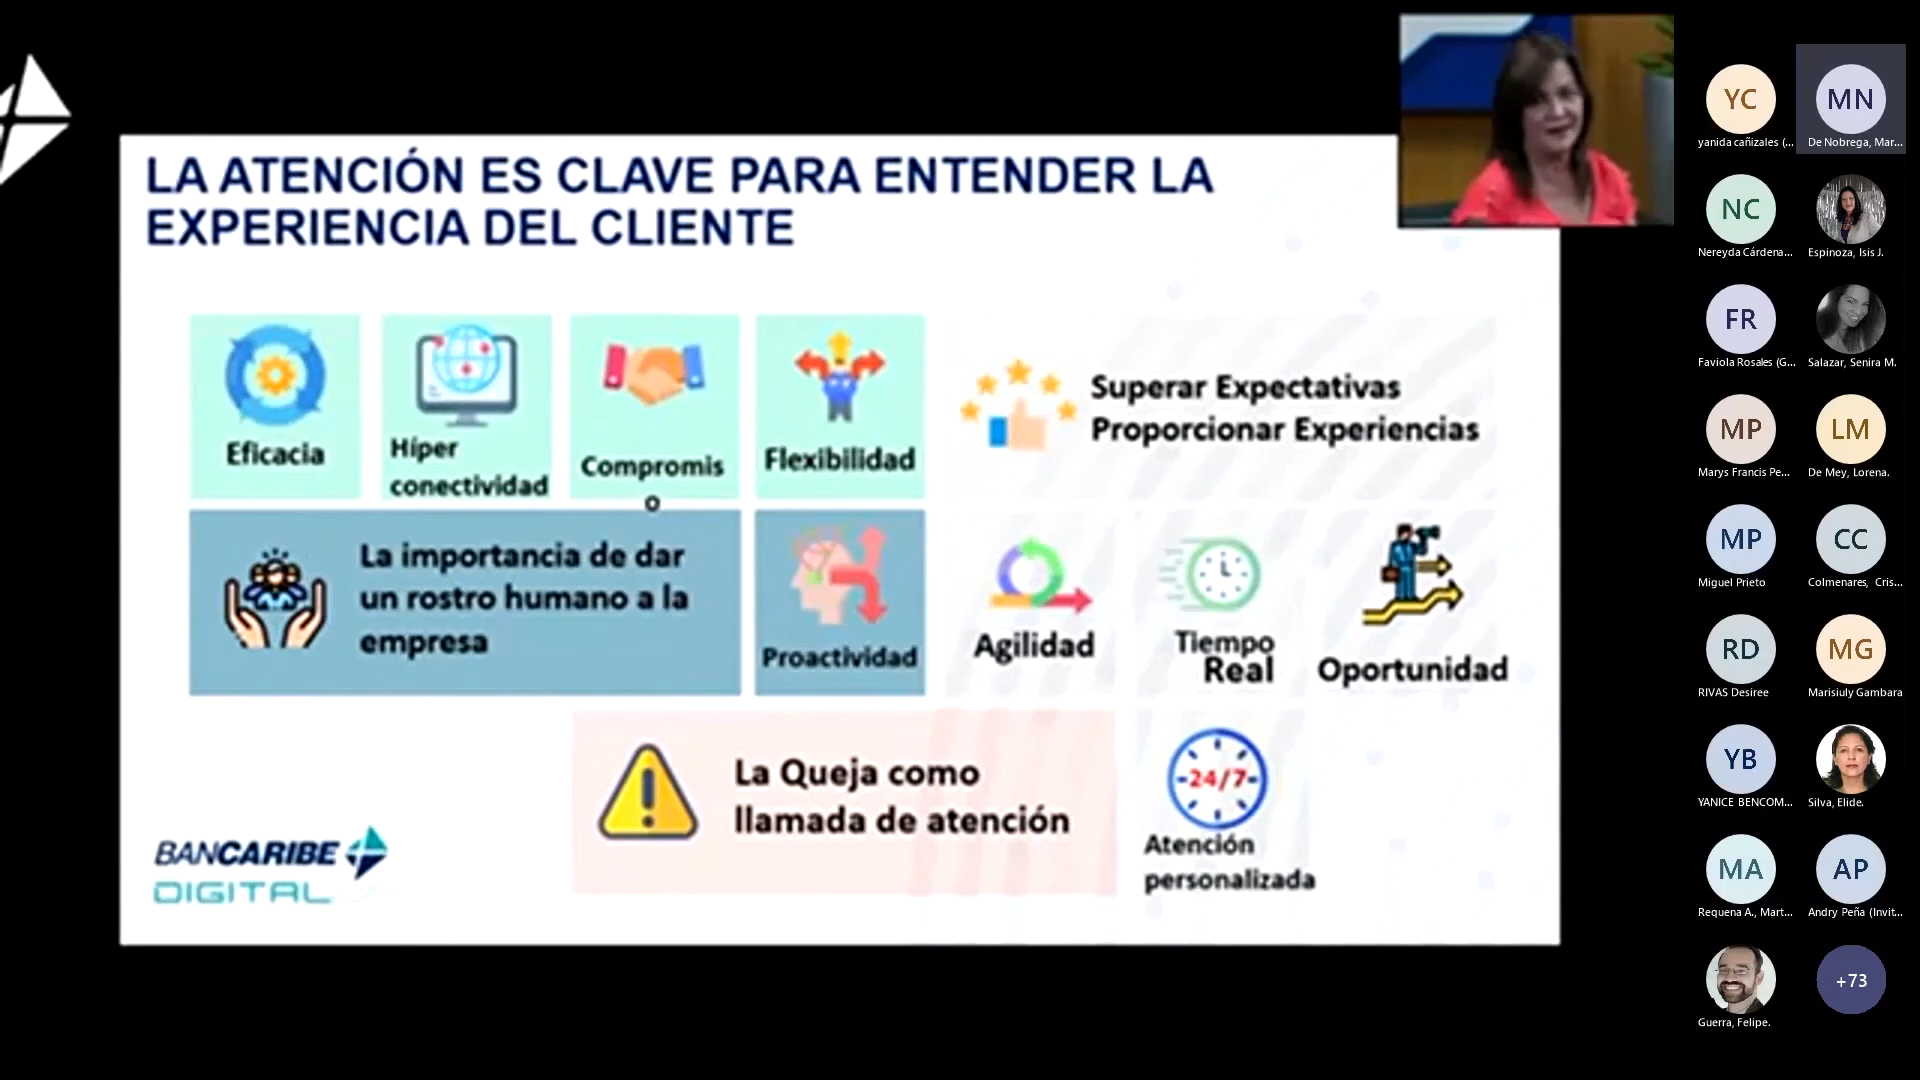 LA ATENCIÓN ES CLAVE PARA ENTENDER LA
EXPERIENCIA DEL CLIENTE
Eficacia
Híper
conectividad
Compromis
o
Flexibilidad
Superar Expectativas
Proporcionar Experiencias
La importancia de dar
un rostro humano a la
empresa
Proactividad
Agilidad
Tiempo
Real
Oportunidad
La Queja como
llamada de atención
24/7
Atención
personalizada
BANCARIBE
DIGITAL
YC
yanida cañizales (...
MN
De Nobrega, Mar...
NC
Nereyda Cárdena...
Espinoza, Isis J.
FR
Faviola Rosales (G...
Salazar, Senira M.
MP
Marys Francis Pe...
LM
De Mey, Lorena.
MP
Miguel Prieto
CC
Colmenares, Cris...
RD
RIVAS Desiree
MG
Marisiuly Gambara
YB
YANICE BENCOM...
Silva, Elide.
MA
Requena A., Mart...
AP
Andry Peña (Invit...
Guerra, Felipe.
+73